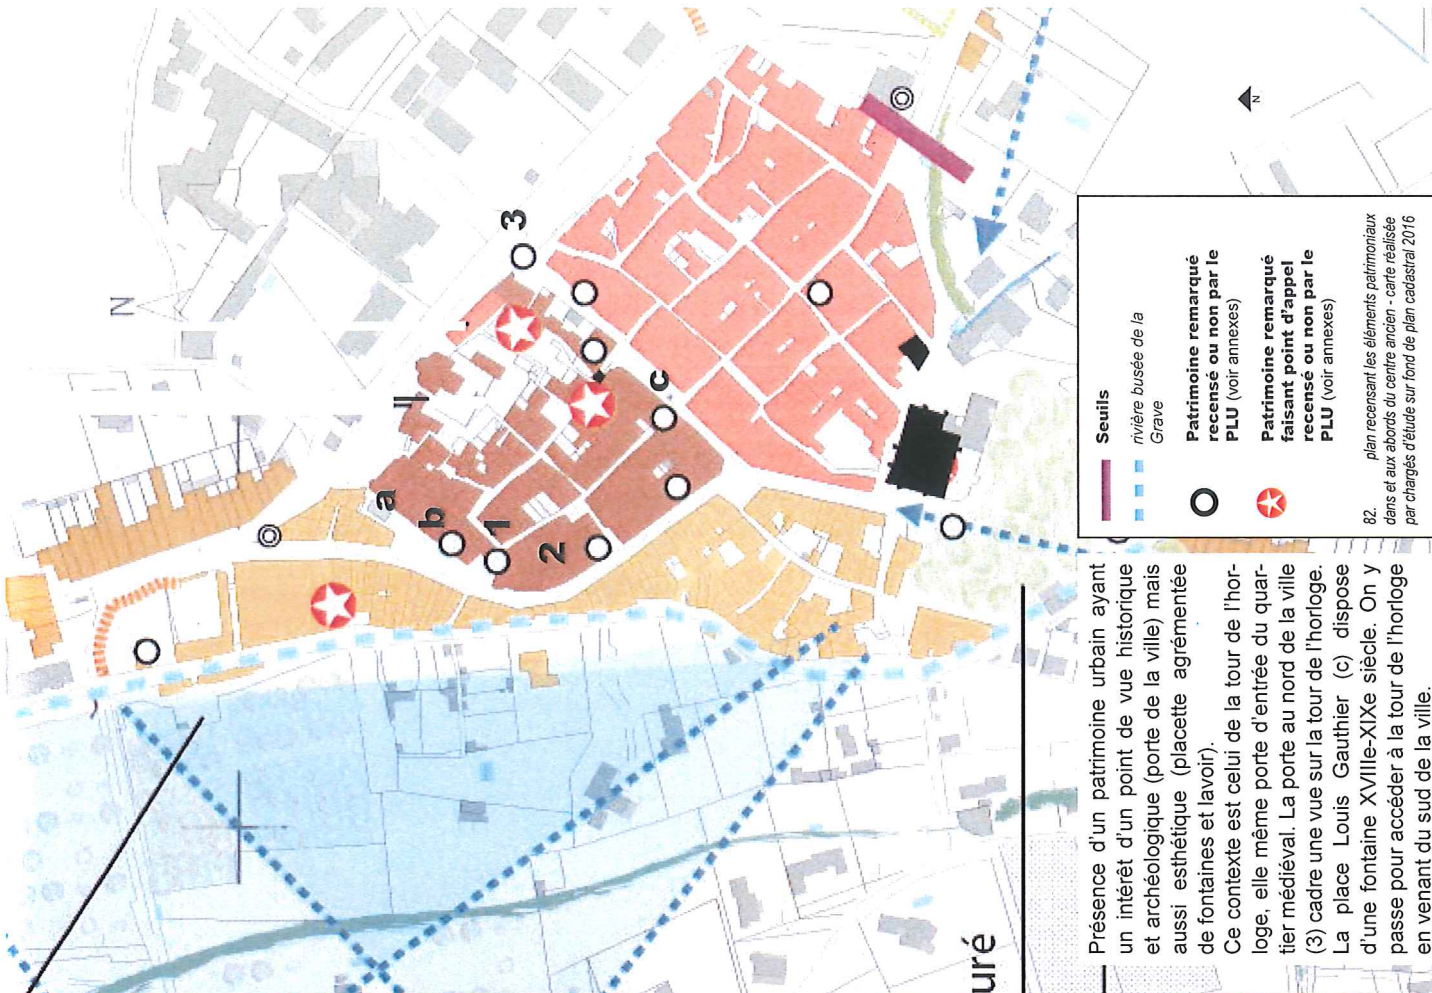 N
3
a
b
1
2
c
Seuils
rivière busée de la
Grave
Patrimoine remarqué
recensé ou non par le
PLU (voir annexes)
Patrimoine remarqué
faisant point d'appel
recensé ou non par le
PLU (voir annexes)
82. plan recensant les éléments patrimoniaux
dans et aux abords du centre ancien - carte réalisée
par chargés d'étude sur fond de plan cadastral 2016
N
uré
Présence d'un patrimoine urbain ayant
un intérêt d'un point de vue historique
et archéologique (porte de la ville) mais
aussi esthétique (placette agrémentée
de fontaines et lavoir).
Ce contexte est celui de la tour de l'hor-
loge, elle même porte d'entrée du quar-
tier médiéval. La porte au nord de la ville
(3) cadre une vue sur la tour de l'horloge.
La place Louis Gauthier (c) dispose
d'une fontaine XVIIIe-XIXe siècle. On y
passe pour accéder à la tour de l'horloge
en venant du sud de la ville.